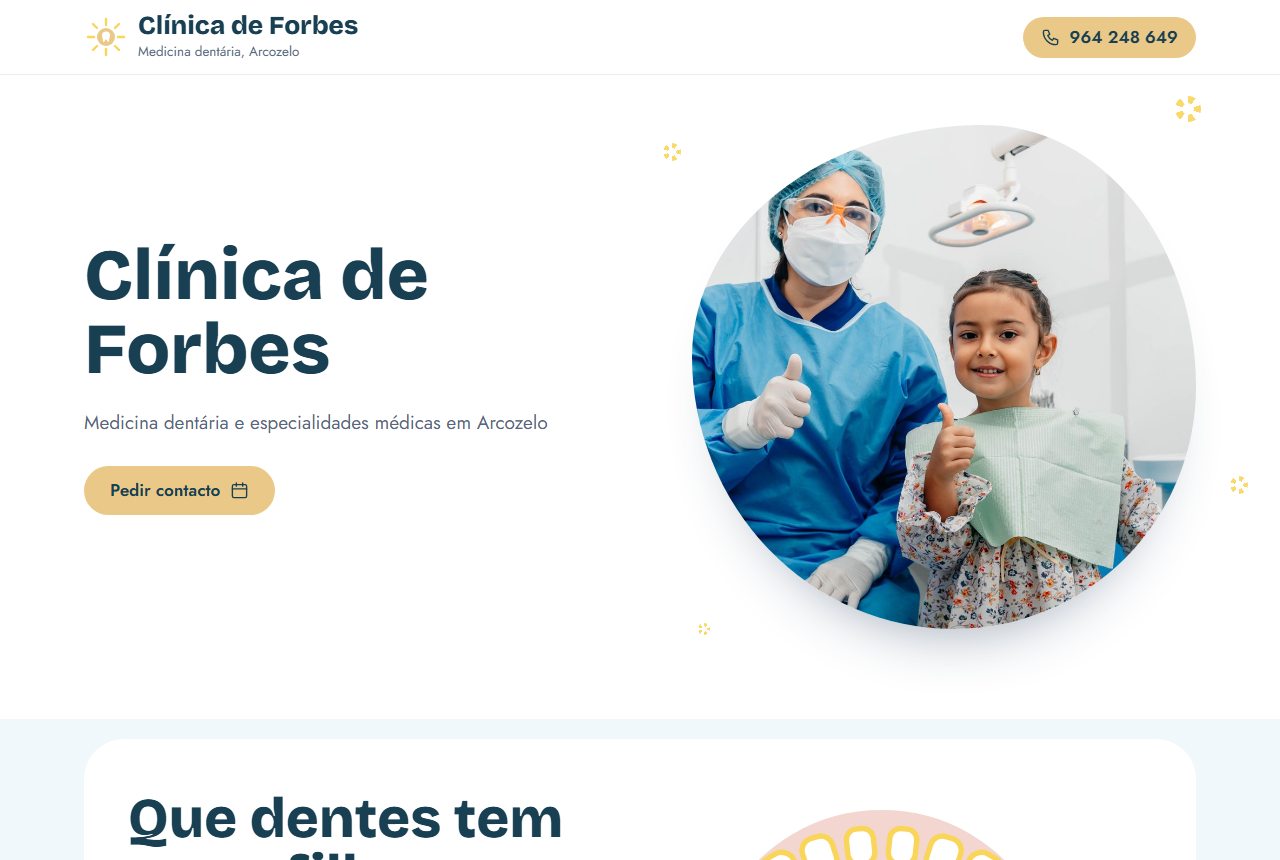 Clínica de Forbes
Medicina dentária, Arcozelo
964 248 649
Clínica de
Forbes
Medicina dentária e especialidades médicas em Arcozelo
Pedir contacto
Que dentes tem